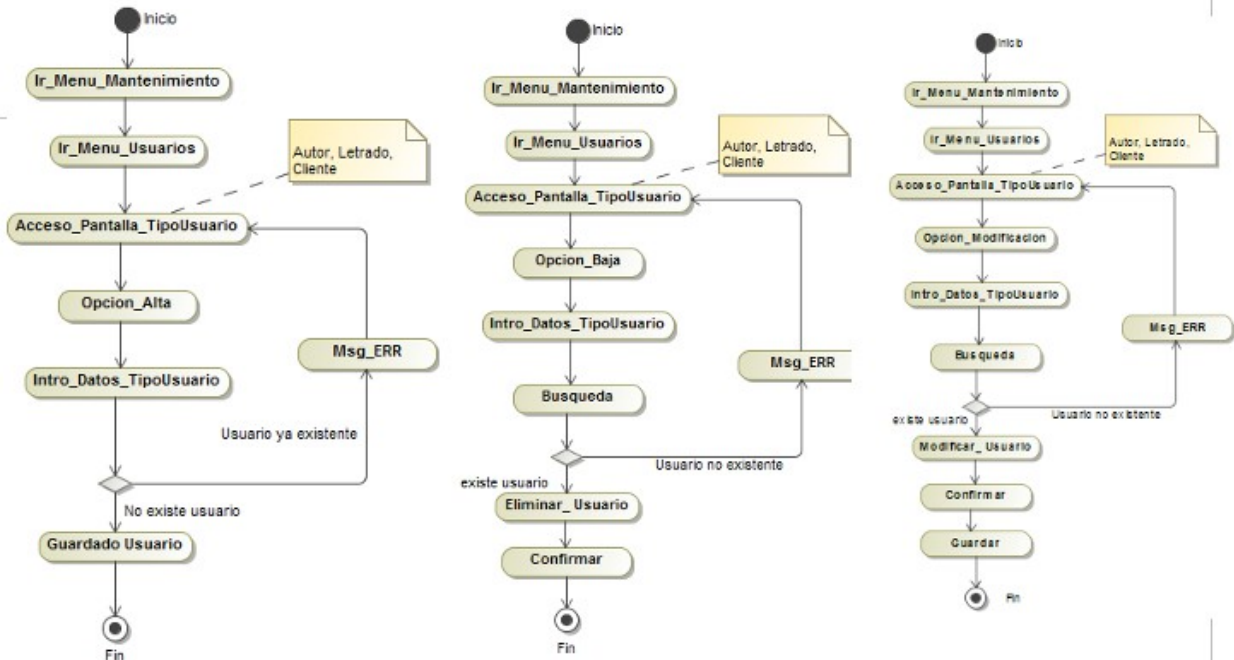 Inicio
Ir_Menu_Mantenimiento
Ir_Menu_Usuarios
Autor, Letrado,
Cliente
Acceso_Pantalla_TipoUsuario
Opcion_Alta
Msg_ERR
Intro_Datos_TipoUsuario
Usuario ya existente
No existe usuario
Guardado Usuario
Fin
Inicio
Ir_Menu_Mantenimiento
Ir_Menu_Usuarios
Autor, Letrado,
Cliente
Acceso_Pantalla_TipoUsuario
Opcion_Baja
Intro_Datos_TipoUsuario
Msg_ERR
Busqueda
Usuario no existente
existe usuario
Eliminar_ Usuario
Confirmar
Fin
Inicio
Ir_Menu_Mantenimiento
Ir_Menu_Usuarios
Autor, Letrado,
Cliente
Acceso_Pantalla_TipoUsuario
Opcion_Modificacion
Intro_Datos_TipoUsuario
Msg_ERR
Busqueda
Usuario no existente
existe usuario
Modificar_ Usuario
Confirmar
Guardar
Fin